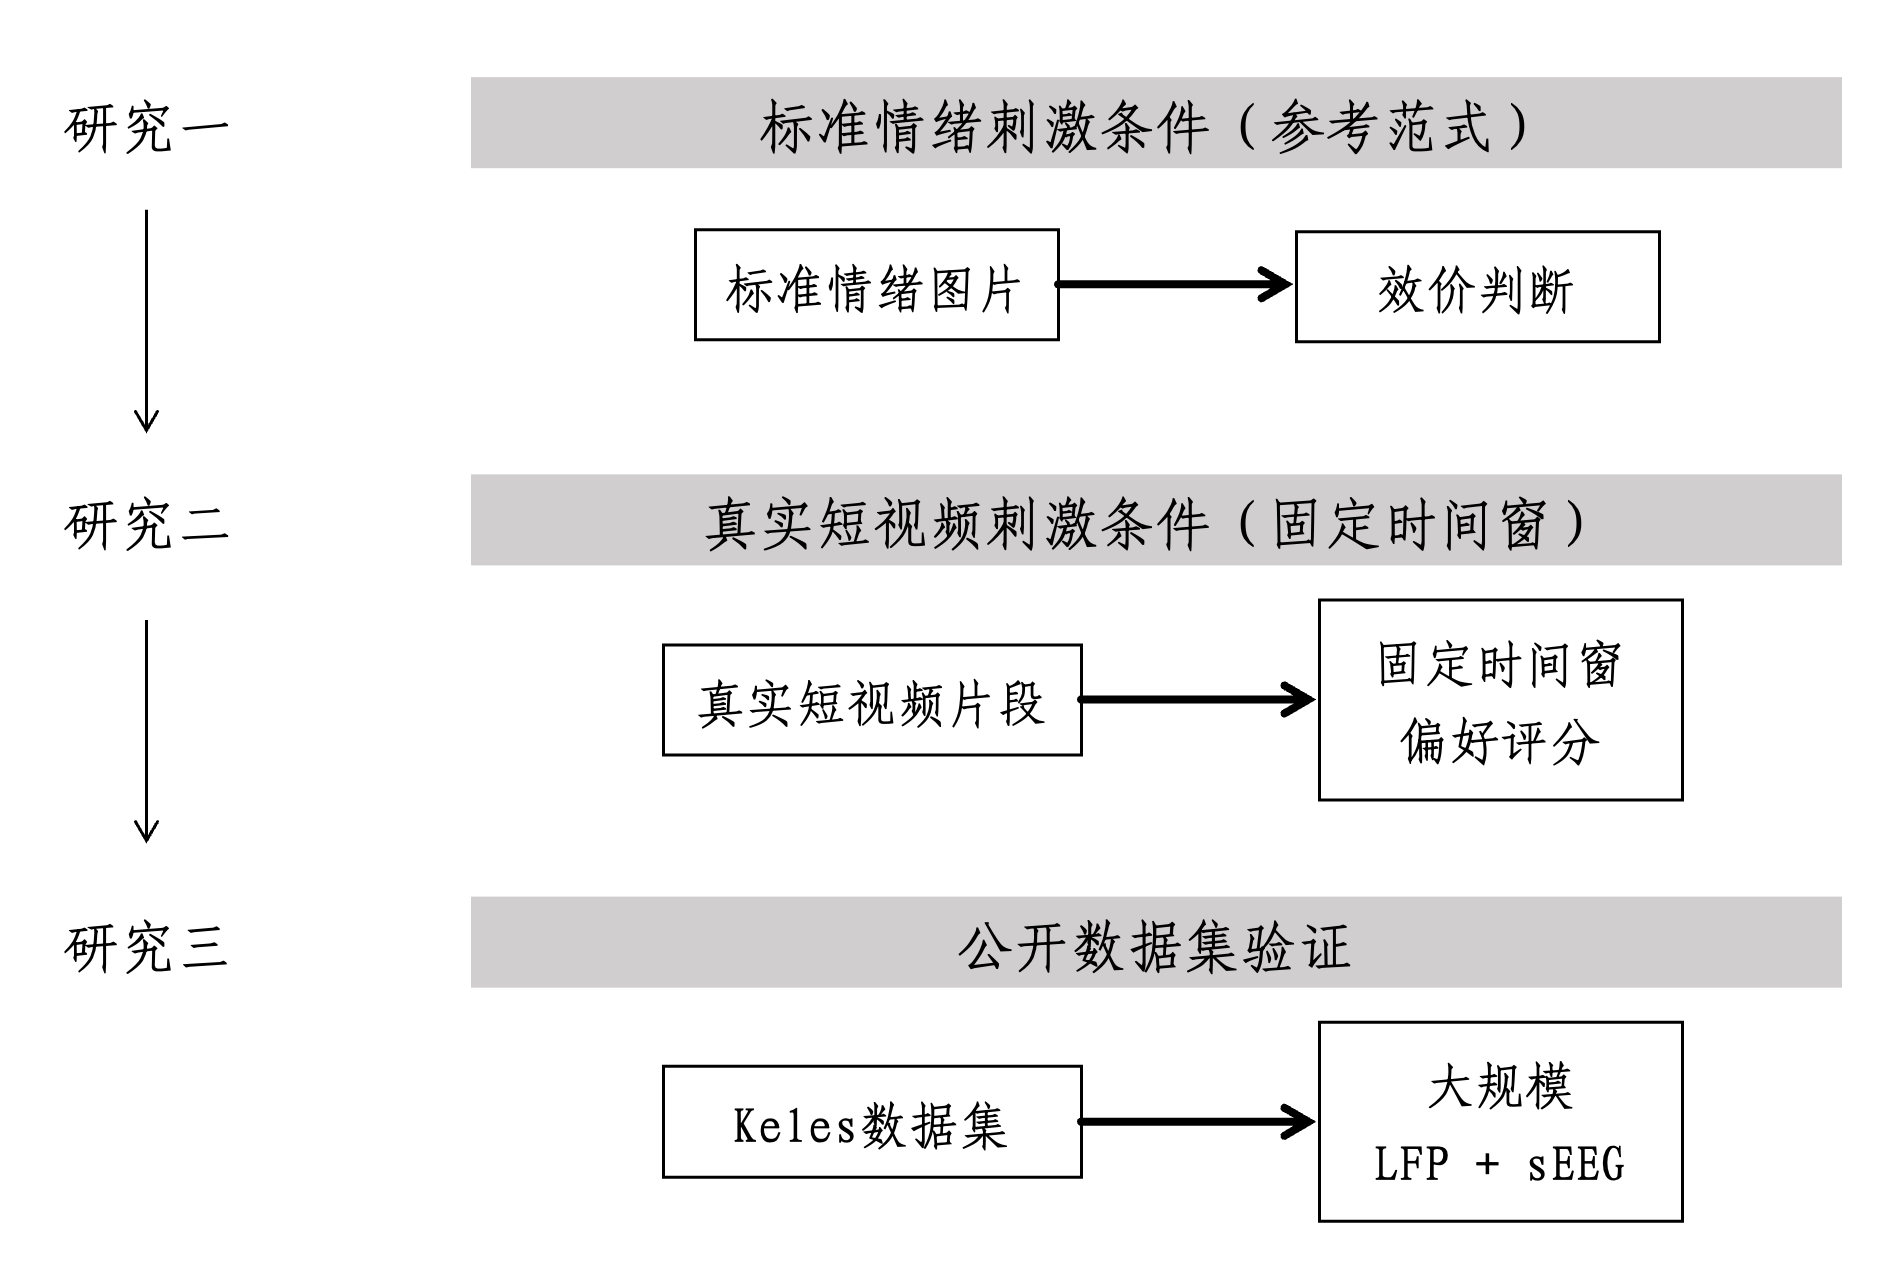 研究一
标准情绪刺激条件（参考范式）
标准情绪图片
效价判断
研究二
真实短视频刺激条件（固定时间窗）
真实短视频片段
固定时间窗
偏好评分
研究三
公开数据集验证
Keles数据集
大规模
LFP + sEEG